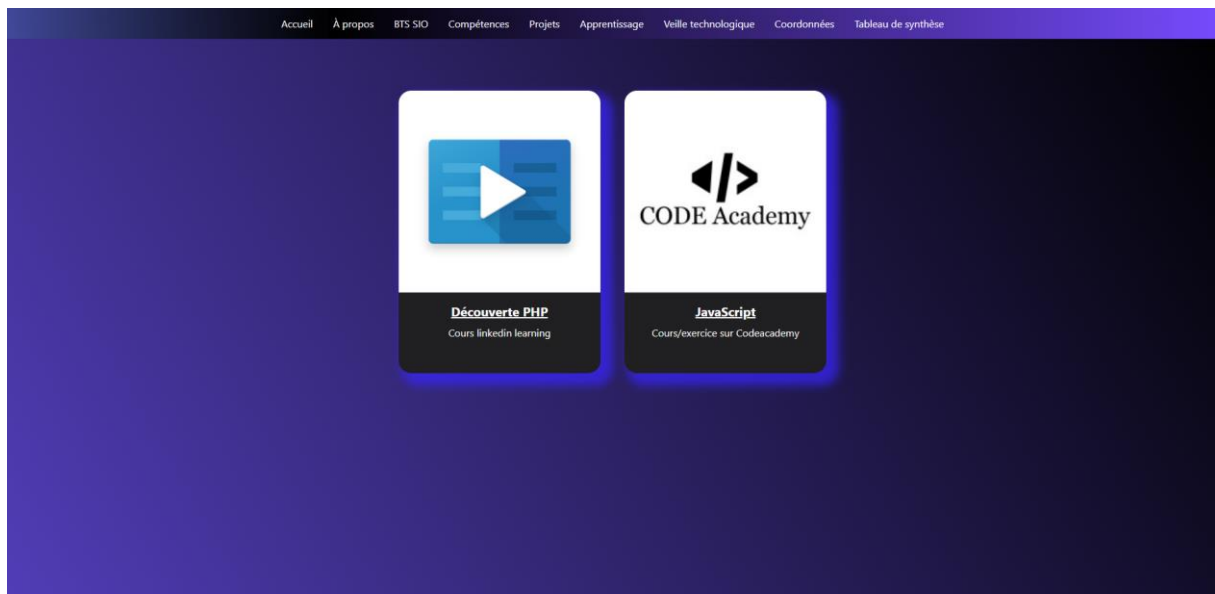 Accueil À propos BTS SIO Compétences Projets Apprentissage Veille technologique Coordonnées Tableau de synthèse
</>
CODE Academy
Découverte PHP
Cours linkedin learning
JavaScript
Cours/exercice sur Codeacademy